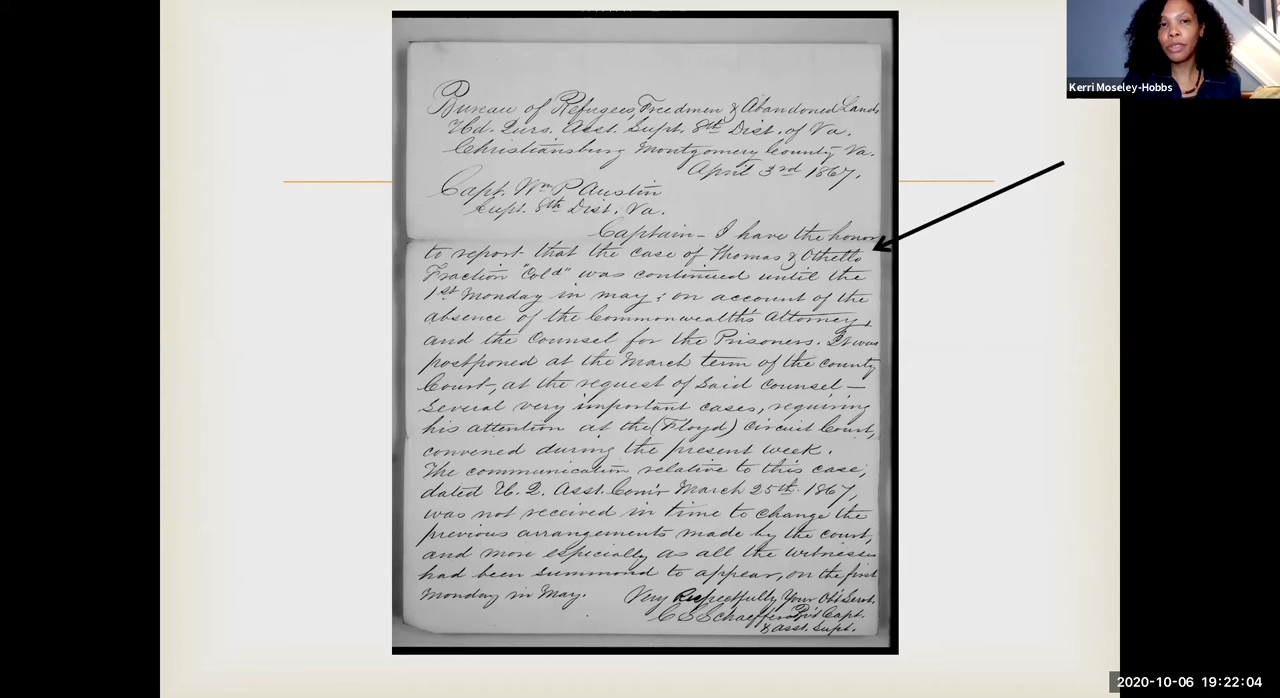 Kerri Moseley-Hobbs
Bureau of Refugees, Freedmen & Abandoned Lands
Hd. Qurs. Asst. Supt. 8th Dist. of Va.
Christiansburg Montgomery County Va.
April 3rd 1867.
Capt. Wm P Austin
Supt. 8th Dist. Va.
Captain - I have the honor
to report that the case of Thomas & Othello
Fraction "Col'd" was continued until the
1st Monday in may; on account of the
absence of the Commonwealth's Attorney,
and the Counsel for the Prisoners. It was
postponed at the March term of the county
Court, at the request of Said counsel —
Several very important cases, requiring
his attention at the (Floyd) Circuit Court,
convened during the present week.
The communication relative to this case,
dated H. Q. Asst. Com'r March 25th 1867,
was not received in time to change the
previous arrangements made by the court,
and more especially as all the witnesses
had been summond to appear, on the first
Monday in May. Very Respectfully Your Obt Servt.
C S Schaeffer Bvt Capt.
& Asst. Supt.
2020-10-06 19:22:04